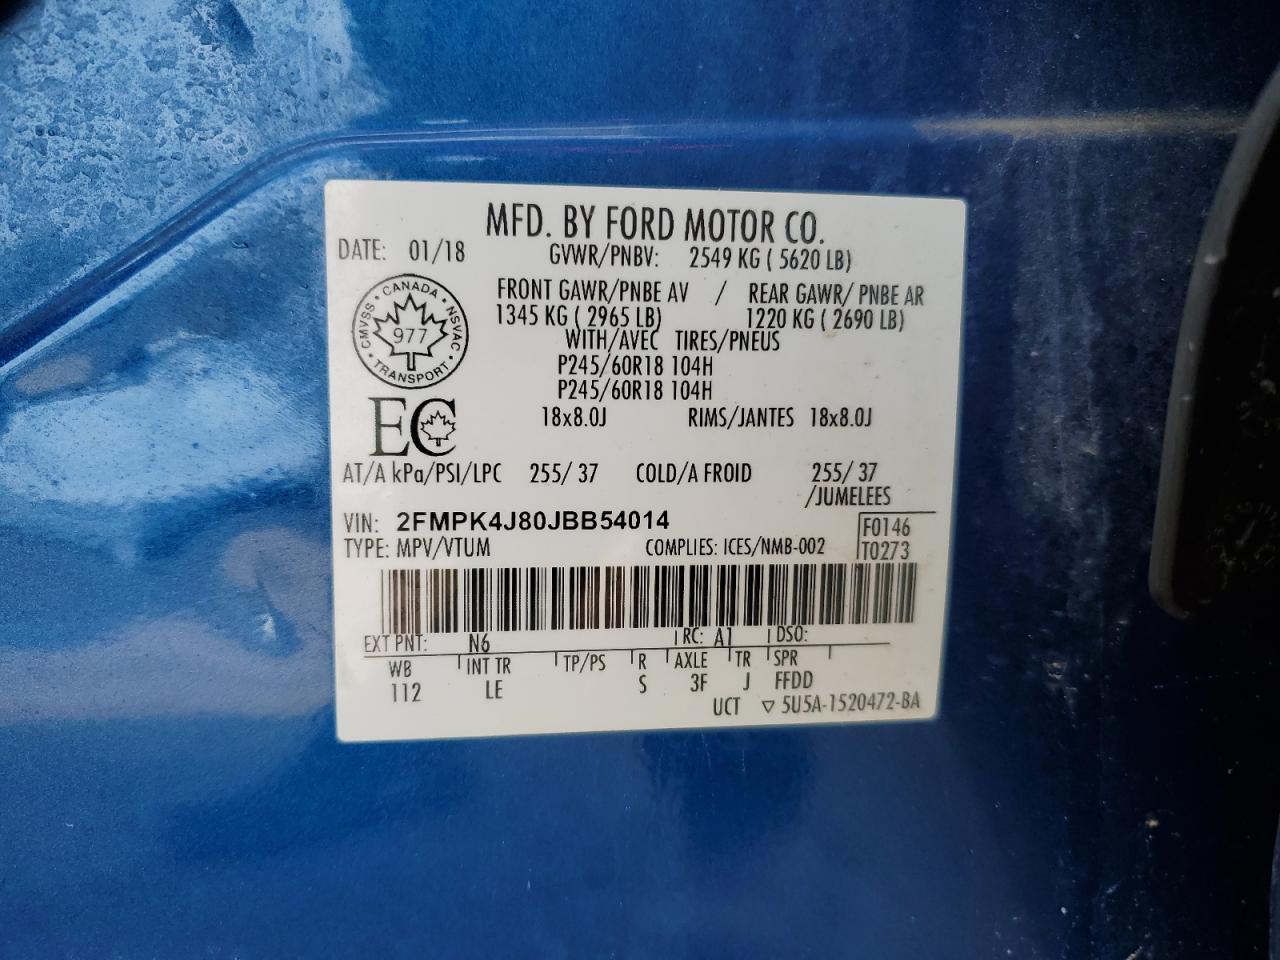 MFD. BY FORD MOTOR CO.
DATE: 01/18 GVWR/PNBV: 2549 KG ( 5620 LB)
FRONT GAWR/PNBE AV / REAR GAWR/ PNBE AR
1345 KG ( 2965 LB) 1220 KG ( 2690 LB)
WITH/AVEC TIRES/PNEUS
P245/60R18 104H
P245/60R18 104H
18x8.0J RIMS/JANTES 18x8.0J
CANADA
CMVSS NSVAC
977
TRANSPORT
EC
AT/A kPa/PSI/LPC 255/ 37 COLD/A FROID 255/ 37
/JUMELEES
VIN: 2FMPK4J80JBB54014 F0146
TYPE: MPV/VTUM COMPLIES: ICES/NMB-002 T0273
EXT PNT: N6 RC: A1 DSO:
WB INT TR TP/PS R AXLE TR SPR
112 LE S 3F J FFDD
UCT ▽ 5U5A-1520472-BA